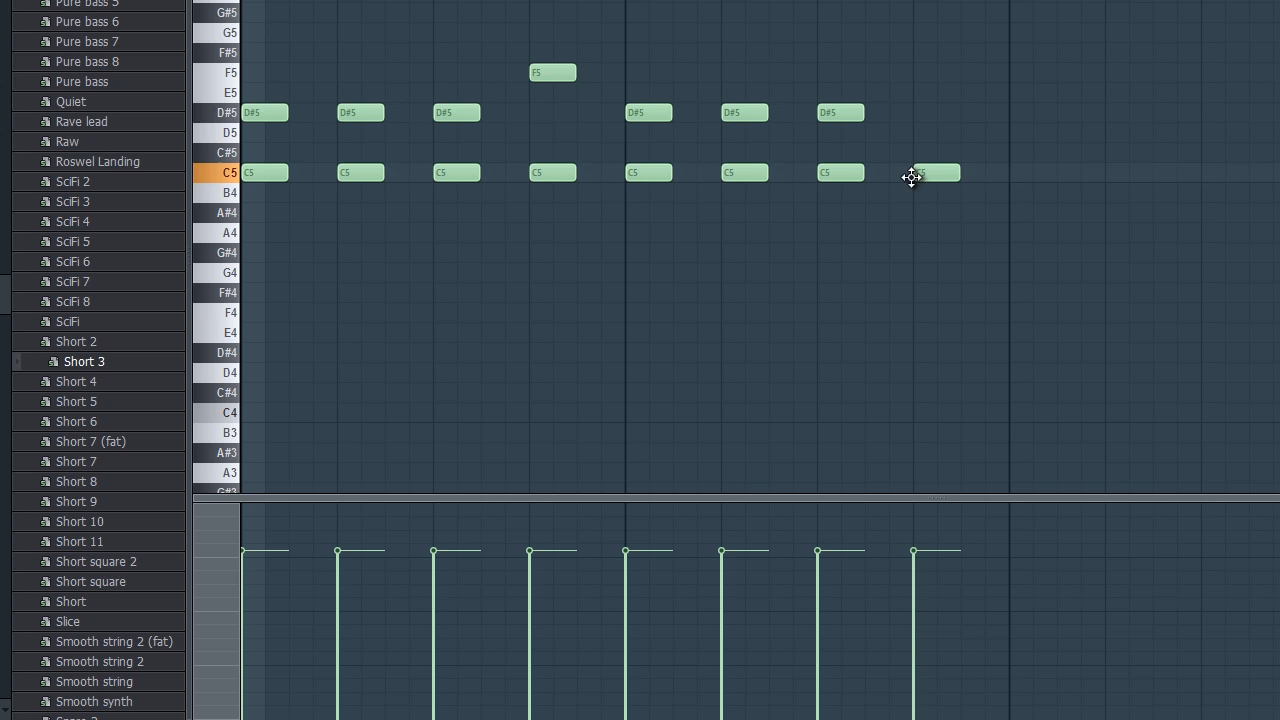 Pure bass 5
Pure bass 6
Pure bass 7
Pure bass 8
Pure bass
Quiet
Rave lead
Raw
Roswel Landing
SciFi 2
SciFi 3
SciFi 4
SciFi 5
SciFi 6
SciFi 7
SciFi 8
SciFi
Short 2
Short 3
Short 4
Short 5
Short 6
Short 7 (fat)
Short 7
Short 8
Short 9
Short 10
Short 11
Short square 2
Short square
Short
Slice
Smooth string 2 (fat)
Smooth string 2
Smooth string
Smooth synth
G#5
G5
F#5
F5 F5
E5
D#5 D#5 D#5 D#5 D#5 D#5 D#5
D5
C#5
C5 C5 C5 C5 C5 C5 C5 C5
B4
A#4
A4
G#4
G4
F#4
F4
E4
D#4
D4
C#4
C4
B3
A#3
A3
G#3